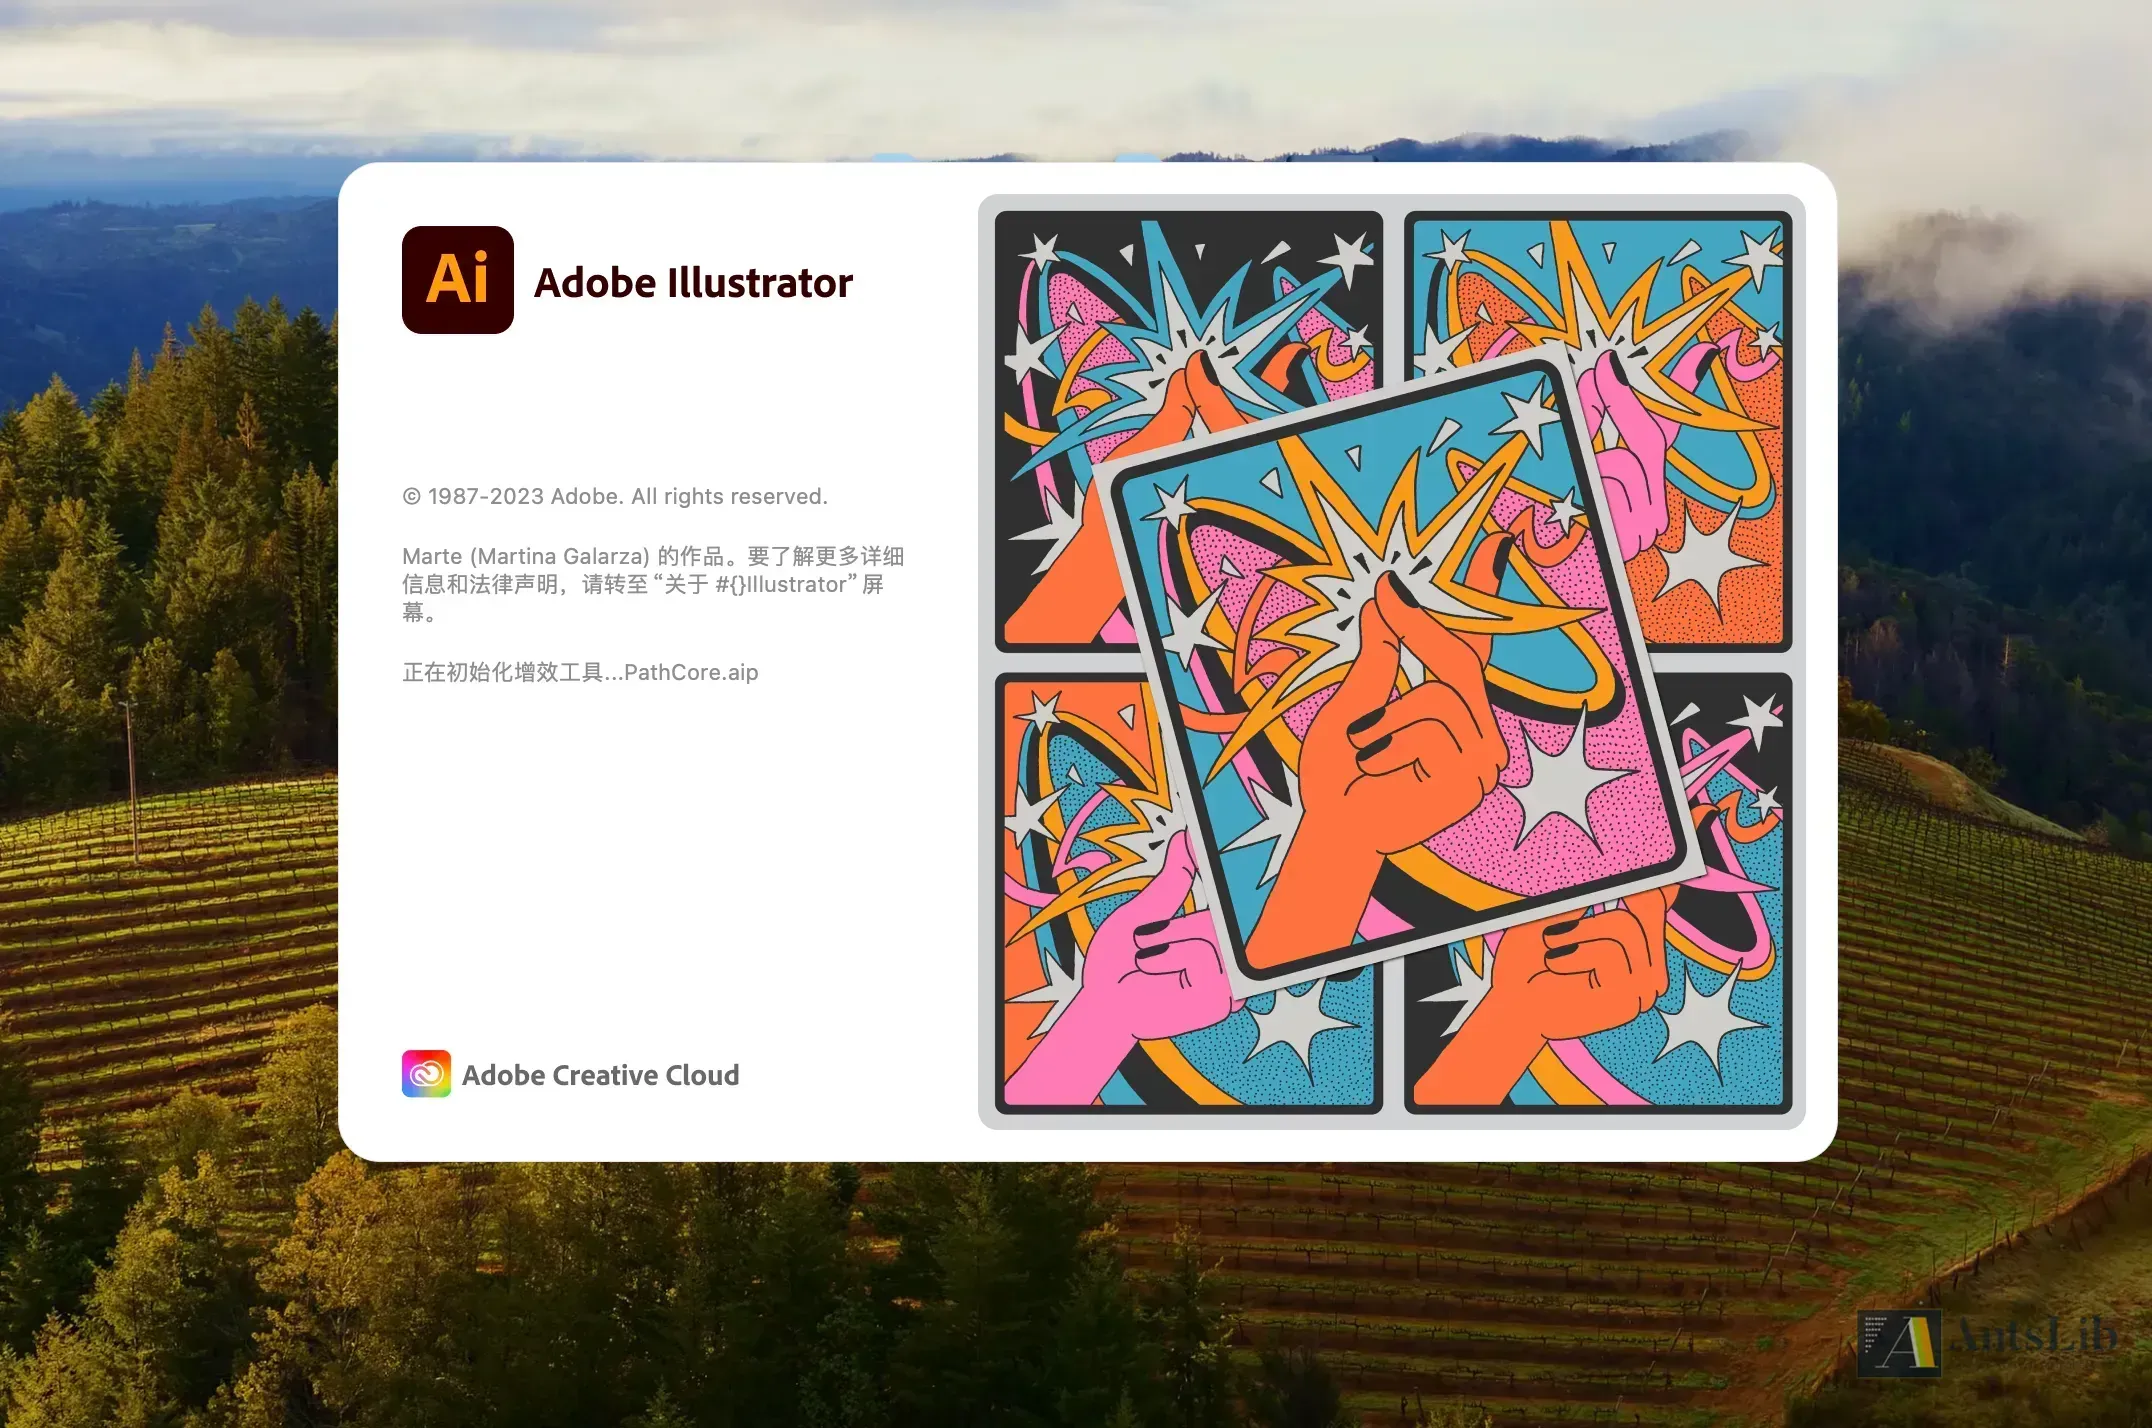 Ai
Adobe Illustrator
© 1987-2023 Adobe. All rights reserved.
Marte (Martina Galarza) 的作品。要了解更多详细
信息和法律声明，请转至 “关于 #{}Illustrator” 屏
幕。
正在初始化增效工具...PathCore.aip
Adobe Creative Cloud
A AntsLib